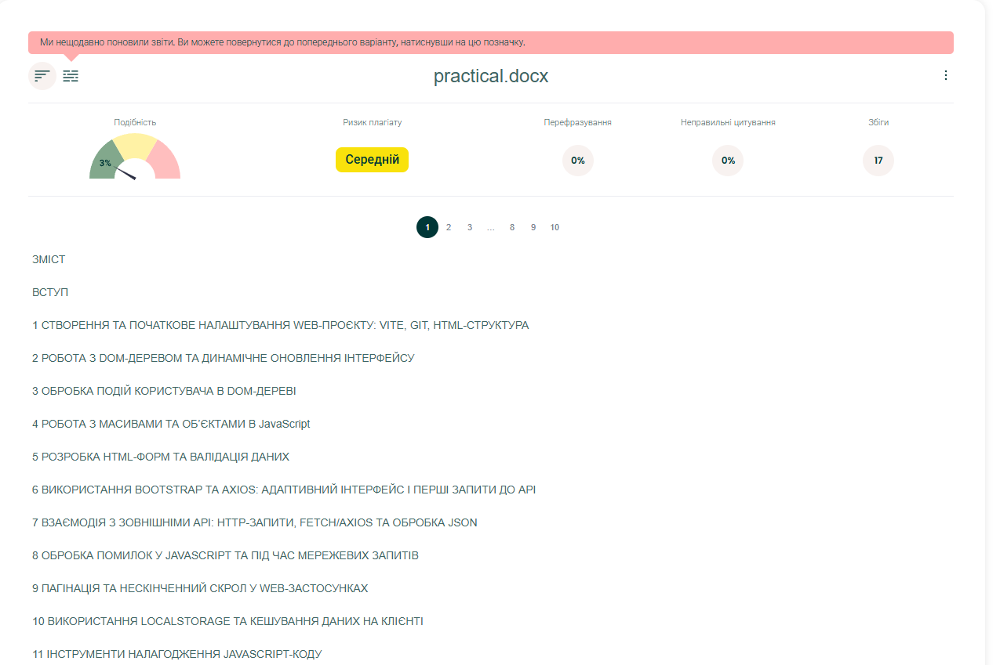 Ми нещодавно поновили звіти. Ви можете повернутися до попереднього варіанту, натиснувши на цю позначку.
practical.docx
Подібність
Ризик плагіату
Перефразування
Неправильні цитування
Збіги
3%
Середній
0%
0%
17
1 2 3 ... 8 9 10
ЗМІСТ
ВСТУП
1 СТВОРЕННЯ ТА ПОЧАТКОВЕ НАЛАШТУВАННЯ WEB-ПРОЄКТУ: VITE, GIT, HTML-СТРУКТУРА
2 РОБОТА З DOM-ДЕРЕВОМ ТА ДИНАМІЧНЕ ОНОВЛЕННЯ ІНТЕРФЕЙСУ
3 ОБРОБКА ПОДІЙ КОРИСТУВАЧА В DOM-ДЕРЕВІ
4 РОБОТА З МАСИВАМИ ТА ОБ’ЄКТАМИ В JavaScript
5 РОЗРОБКА HTML-ФОРМ ТА ВАЛІДАЦІЯ ДАНИХ
6 ВИКОРИСТАННЯ BOOTSTRAP ТА AXIOS: АДАПТИВНИЙ ІНТЕРФЕЙС І ПЕРШІ ЗАПИТИ ДО API
7 ВЗАЄМОДІЯ З ЗОВНІШНІМИ API: HTTP-ЗАПИТИ, FETCH/AXIOS ТА ОБРОБКА JSON
8 ОБРОБКА ПОМИЛОК У JAVASCRIPT ТА ПІД ЧАС МЕРЕЖЕВИХ ЗАПИТІВ
9 ПАГІНАЦІЯ ТА НЕСКІНЧЕННИЙ СКРОЛ У WEB-ЗАСТОСУНКАХ
10 ВИКОРИСТАННЯ LOCALSTORAGE ТА КЕШУВАННЯ ДАНИХ НА КЛІЄНТІ
11 ІНСТРУМЕНТИ НАЛАГОДЖЕННЯ JAVASCRIPT-КОДУ